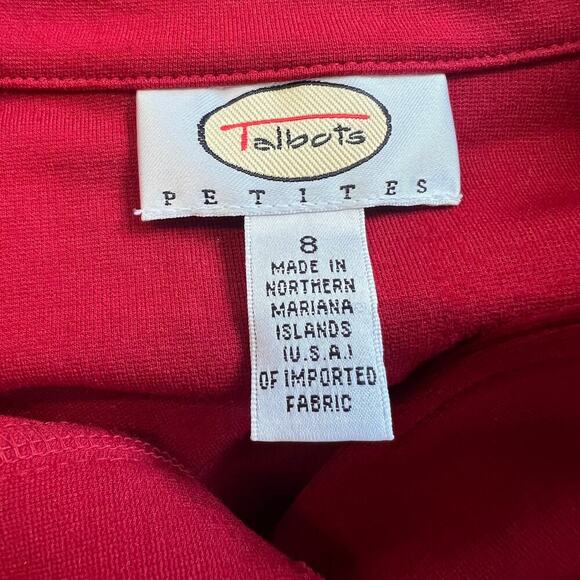 Talbots
PETITES
8
MADE IN
NORTHERN
MARIANA
ISLANDS
(U.S.A.)
OF IMPORTED
FABRIC